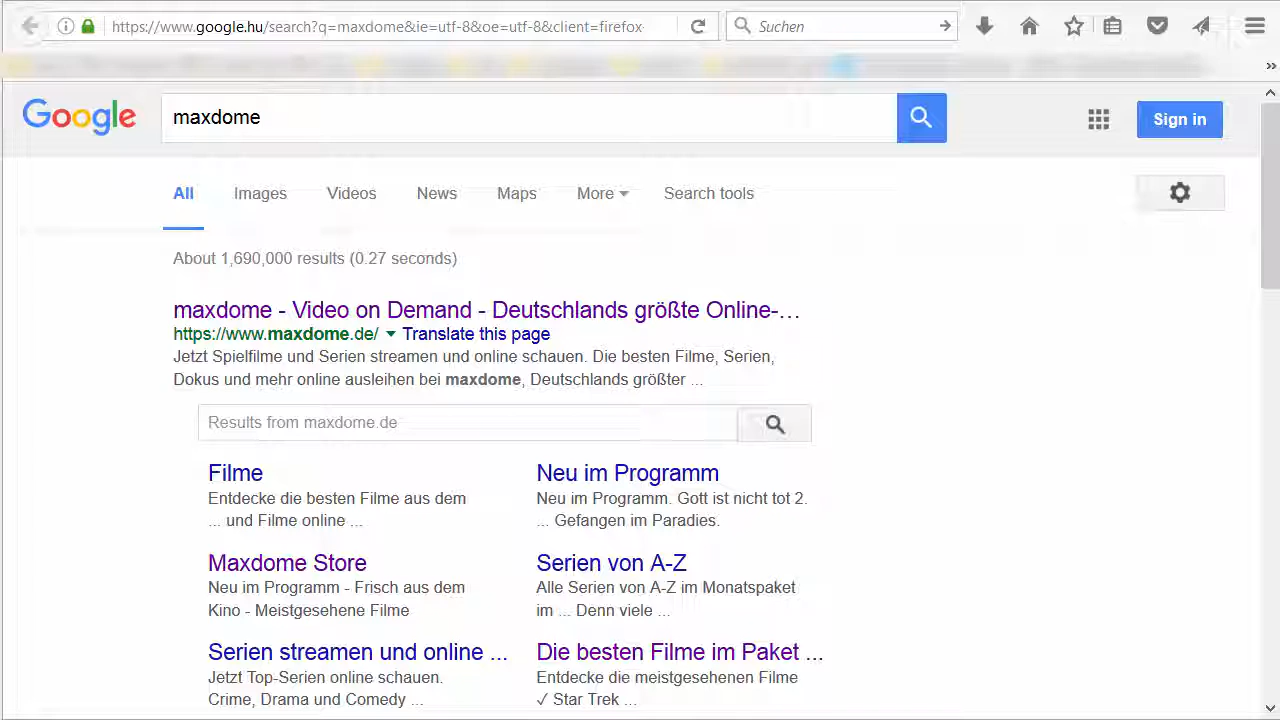 https://www.google.hu/search?q=maxdome&ie=utf-8&oe=utf-8&client=firefox-
Suchen
Google
maxdome
Sign in
All Images Videos News Maps More Search tools
About 1,690,000 results (0.27 seconds)
maxdome - Video on Demand - Deutschlands größte Online-...
https://www.maxdome.de/ Translate this page
Jetzt Spielfilme und Serien streamen und online schauen. Die besten Filme, Serien,
Dokus und mehr online ausleihen bei maxdome, Deutschlands größter ...
Results from maxdome.de
Filme
Entdecke die besten Filme aus dem
... und Filme online ...
Neu im Programm
Neu im Programm. Gott ist nicht tot 2.
... Gefangen im Paradies.
Maxdome Store
Neu im Programm - Frisch aus dem
Kino - Meistgesehene Filme
Serien von A-Z
Alle Serien von A-Z im Monatspaket
im ... Denn viele ...
Serien streamen und online ...
Jetzt Top-Serien online schauen.
Crime, Drama und Comedy ...
Die besten Filme im Paket ...
Entdecke die meistgesehenen Filme
✓ Star Trek ...